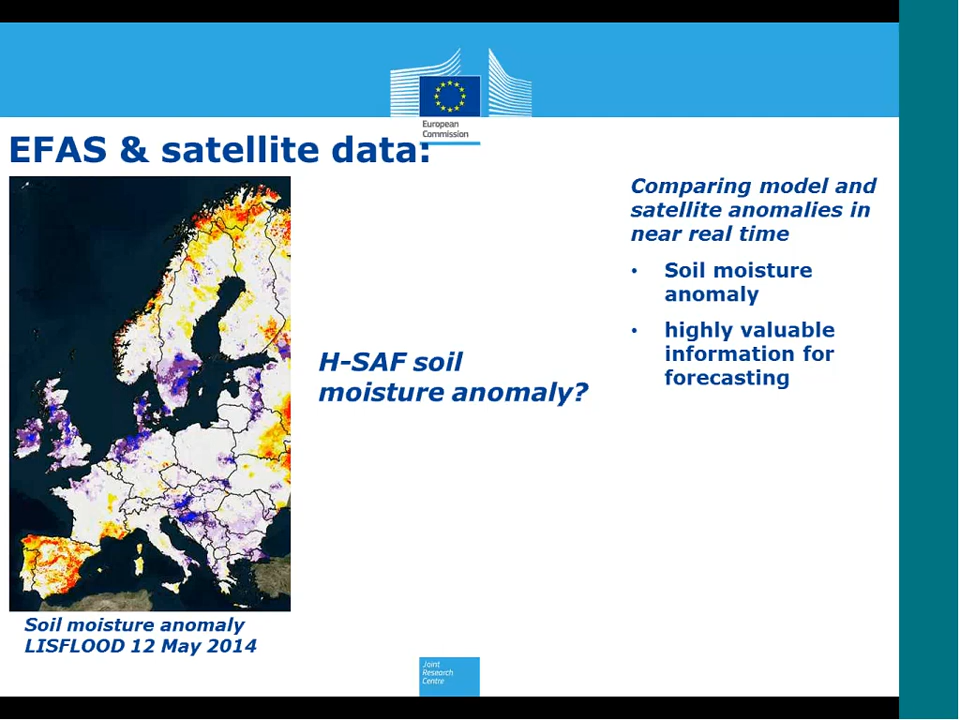 European
Commission
EFAS & satellite data:
Comparing model and
satellite anomalies in
near real time
• Soil moisture
anomaly
• highly valuable
information for
forecasting
H-SAF soil
moisture anomaly?
Soil moisture anomaly
LISFLOOD 12 May 2014
Joint
Research
Centre